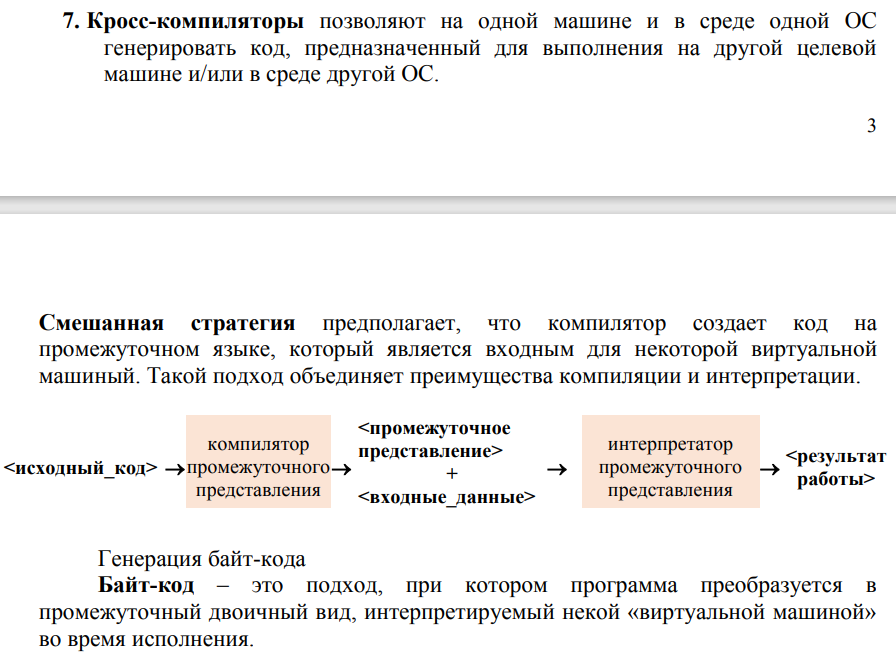 7. Кросс-компиляторы позволяют на одной машине и в среде одной ОС
генерировать код, предназначенный для выполнения на другой целевой
машине и/или в среде другой ОС.
3
Смешанная стратегия предполагает, что компилятор создает код на
промежуточном языке, который является входным для некоторой виртуальной
машиный. Такой подход объединяет преимущества компиляции и интерпретации.
<исходный_код> →
компилятор
промежуточного
представления
→
<промежуточное
представление>
+
<входные_данные>
→
интерпретатор
промежуточного
представления
→
<результат
работы>
Генерация байт-кода
Байт-код – это подход, при котором программа преобразуется в
промежуточный двоичный вид, интерпретируемый некой «виртуальной машиной»
во время исполнения.